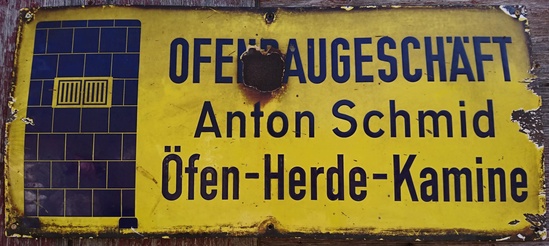 OFENBAUGESCHÄFT
Anton Schmid
Öfen-Herde-Kamine